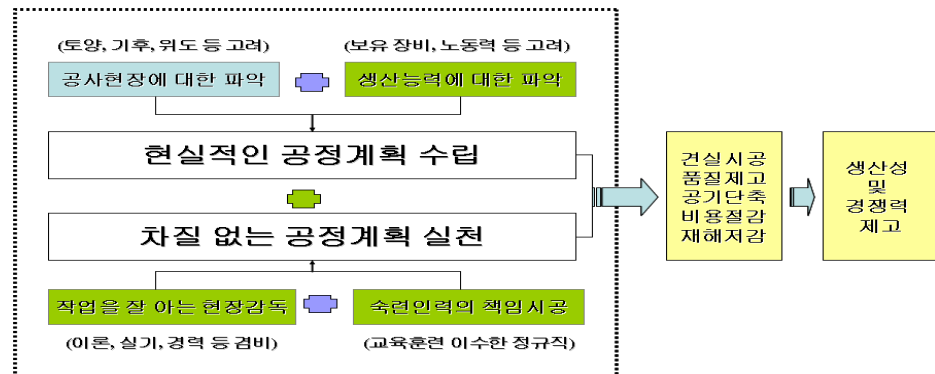 (토양, 기후, 위도 등 고려)
(보유 장비, 노동력 등 고려)
공사현장에 대한 파악
생산능력에 대한 파악
현실적인 공정계획 수립
차질 없는 공정계획 실천
작업을 잘 아는 현장감독
숙련인력의 책임시공
(이론, 실기, 경력 등 겸비)
(교육훈련 이수한 정규직)
견실시공
품질제고
공기단축
비용절감
재해저감
생산성
및
경쟁력
제고